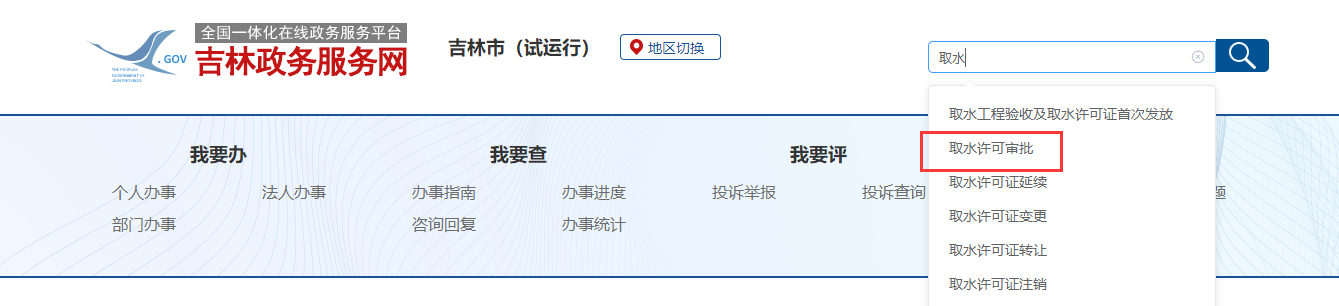 全国一体化在线政务服务平台
吉林政务服务网
.GOV
THE PEOPLE'S
GOVERNMENT OF
JILIN PROVINCE
吉林市（试运行）
地区切换
取水
取水工程验收及取水许可证首次发放
取水许可审批
取水许可证延续
取水许可证变更
取水许可证转让
取水许可证注销
我要办
个人办事 法人办事
部门办事
我要查
办事指南 办事进度
咨询回复 办事统计
我要评
投诉举报 投诉查询
题